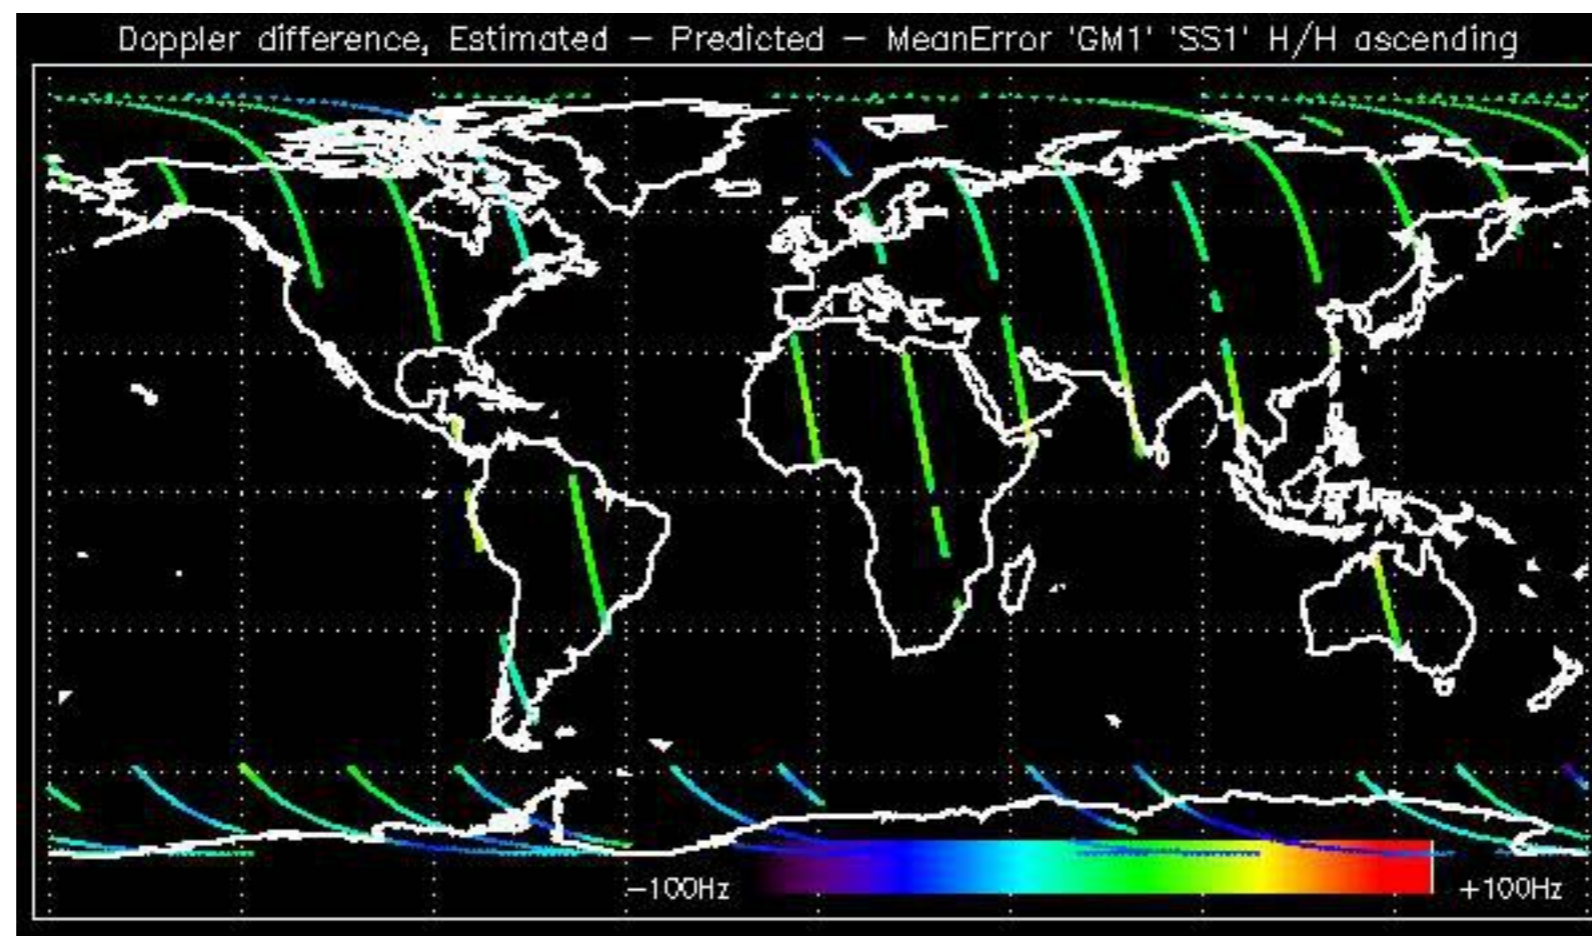 Doppler difference, Estimated — Predicted — MeanError 'GM1' 'SS1' H/H ascending
—100Hz
+100Hz